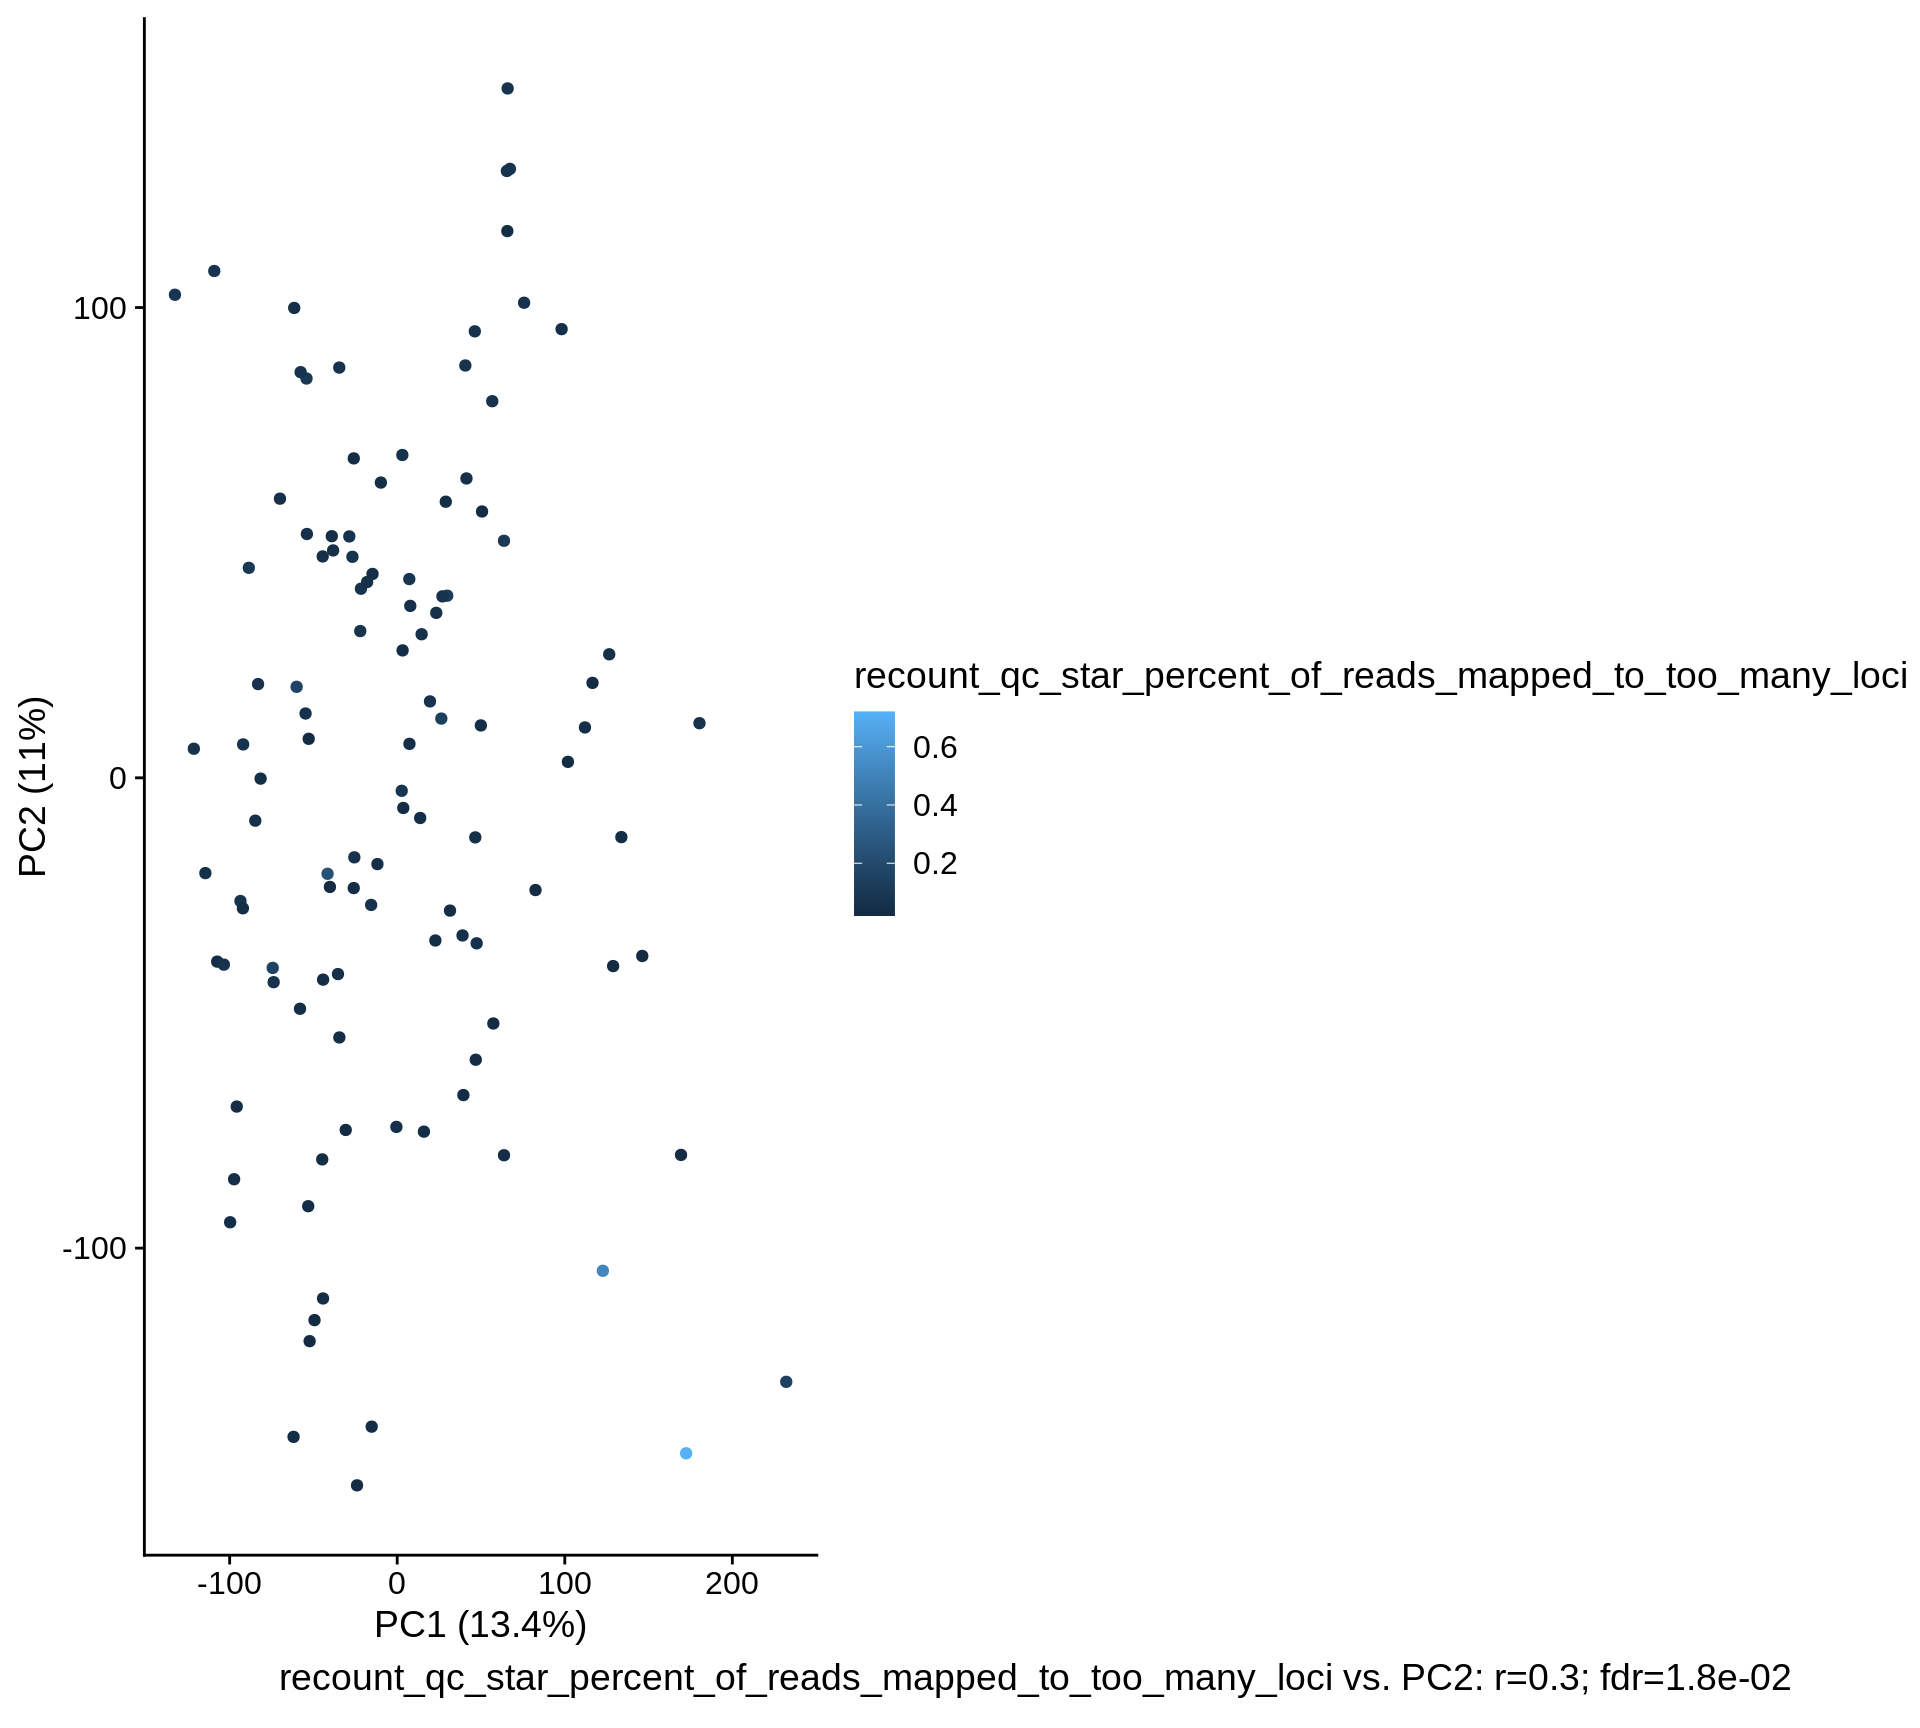 100
0
-100
PC2 (11%)
-100 0 100 200
PC1 (13.4%)
recount_qc_star_percent_of_reads_mapped_to_too_many_loci
0.6
0.4
0.2
recount_qc_star_percent_of_reads_mapped_to_too_many_loci vs. PC2: r=0.3; fdr=1.8e-02